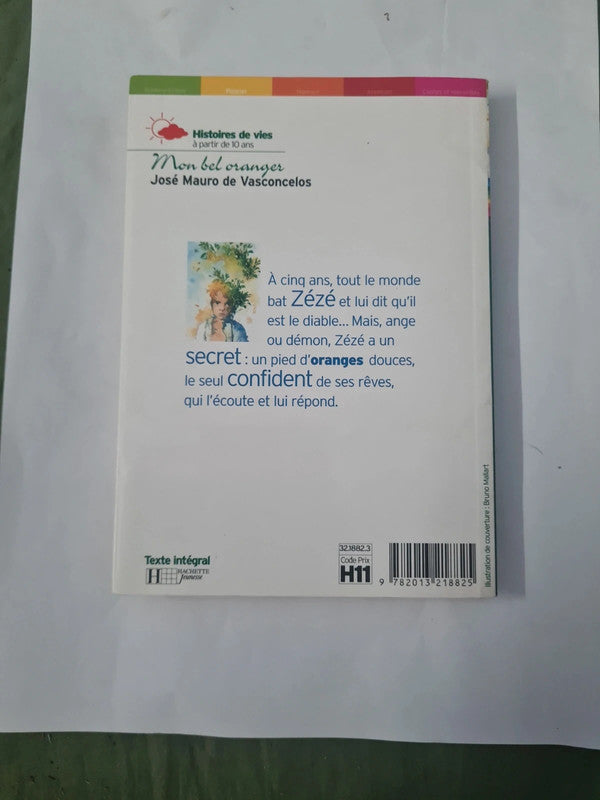 Histoires de vies
à partir de 10 ans
Mon bel oranger
José Mauro de Vasconcelos
À cinq ans, tout le monde
bat Zézé et lui dit qu'il
est le diable... Mais, ange
ou démon, Zézé a un
secret : un pied d'oranges douces,
le seul confident de ses rêves,
qui l'écoute et lui répond.
Texte intégral
H HACHETTE
Jeunesse
32.1882.3
Code Prix
H11
9 782013 218825
Illustration de couverture : Bruno Mallart